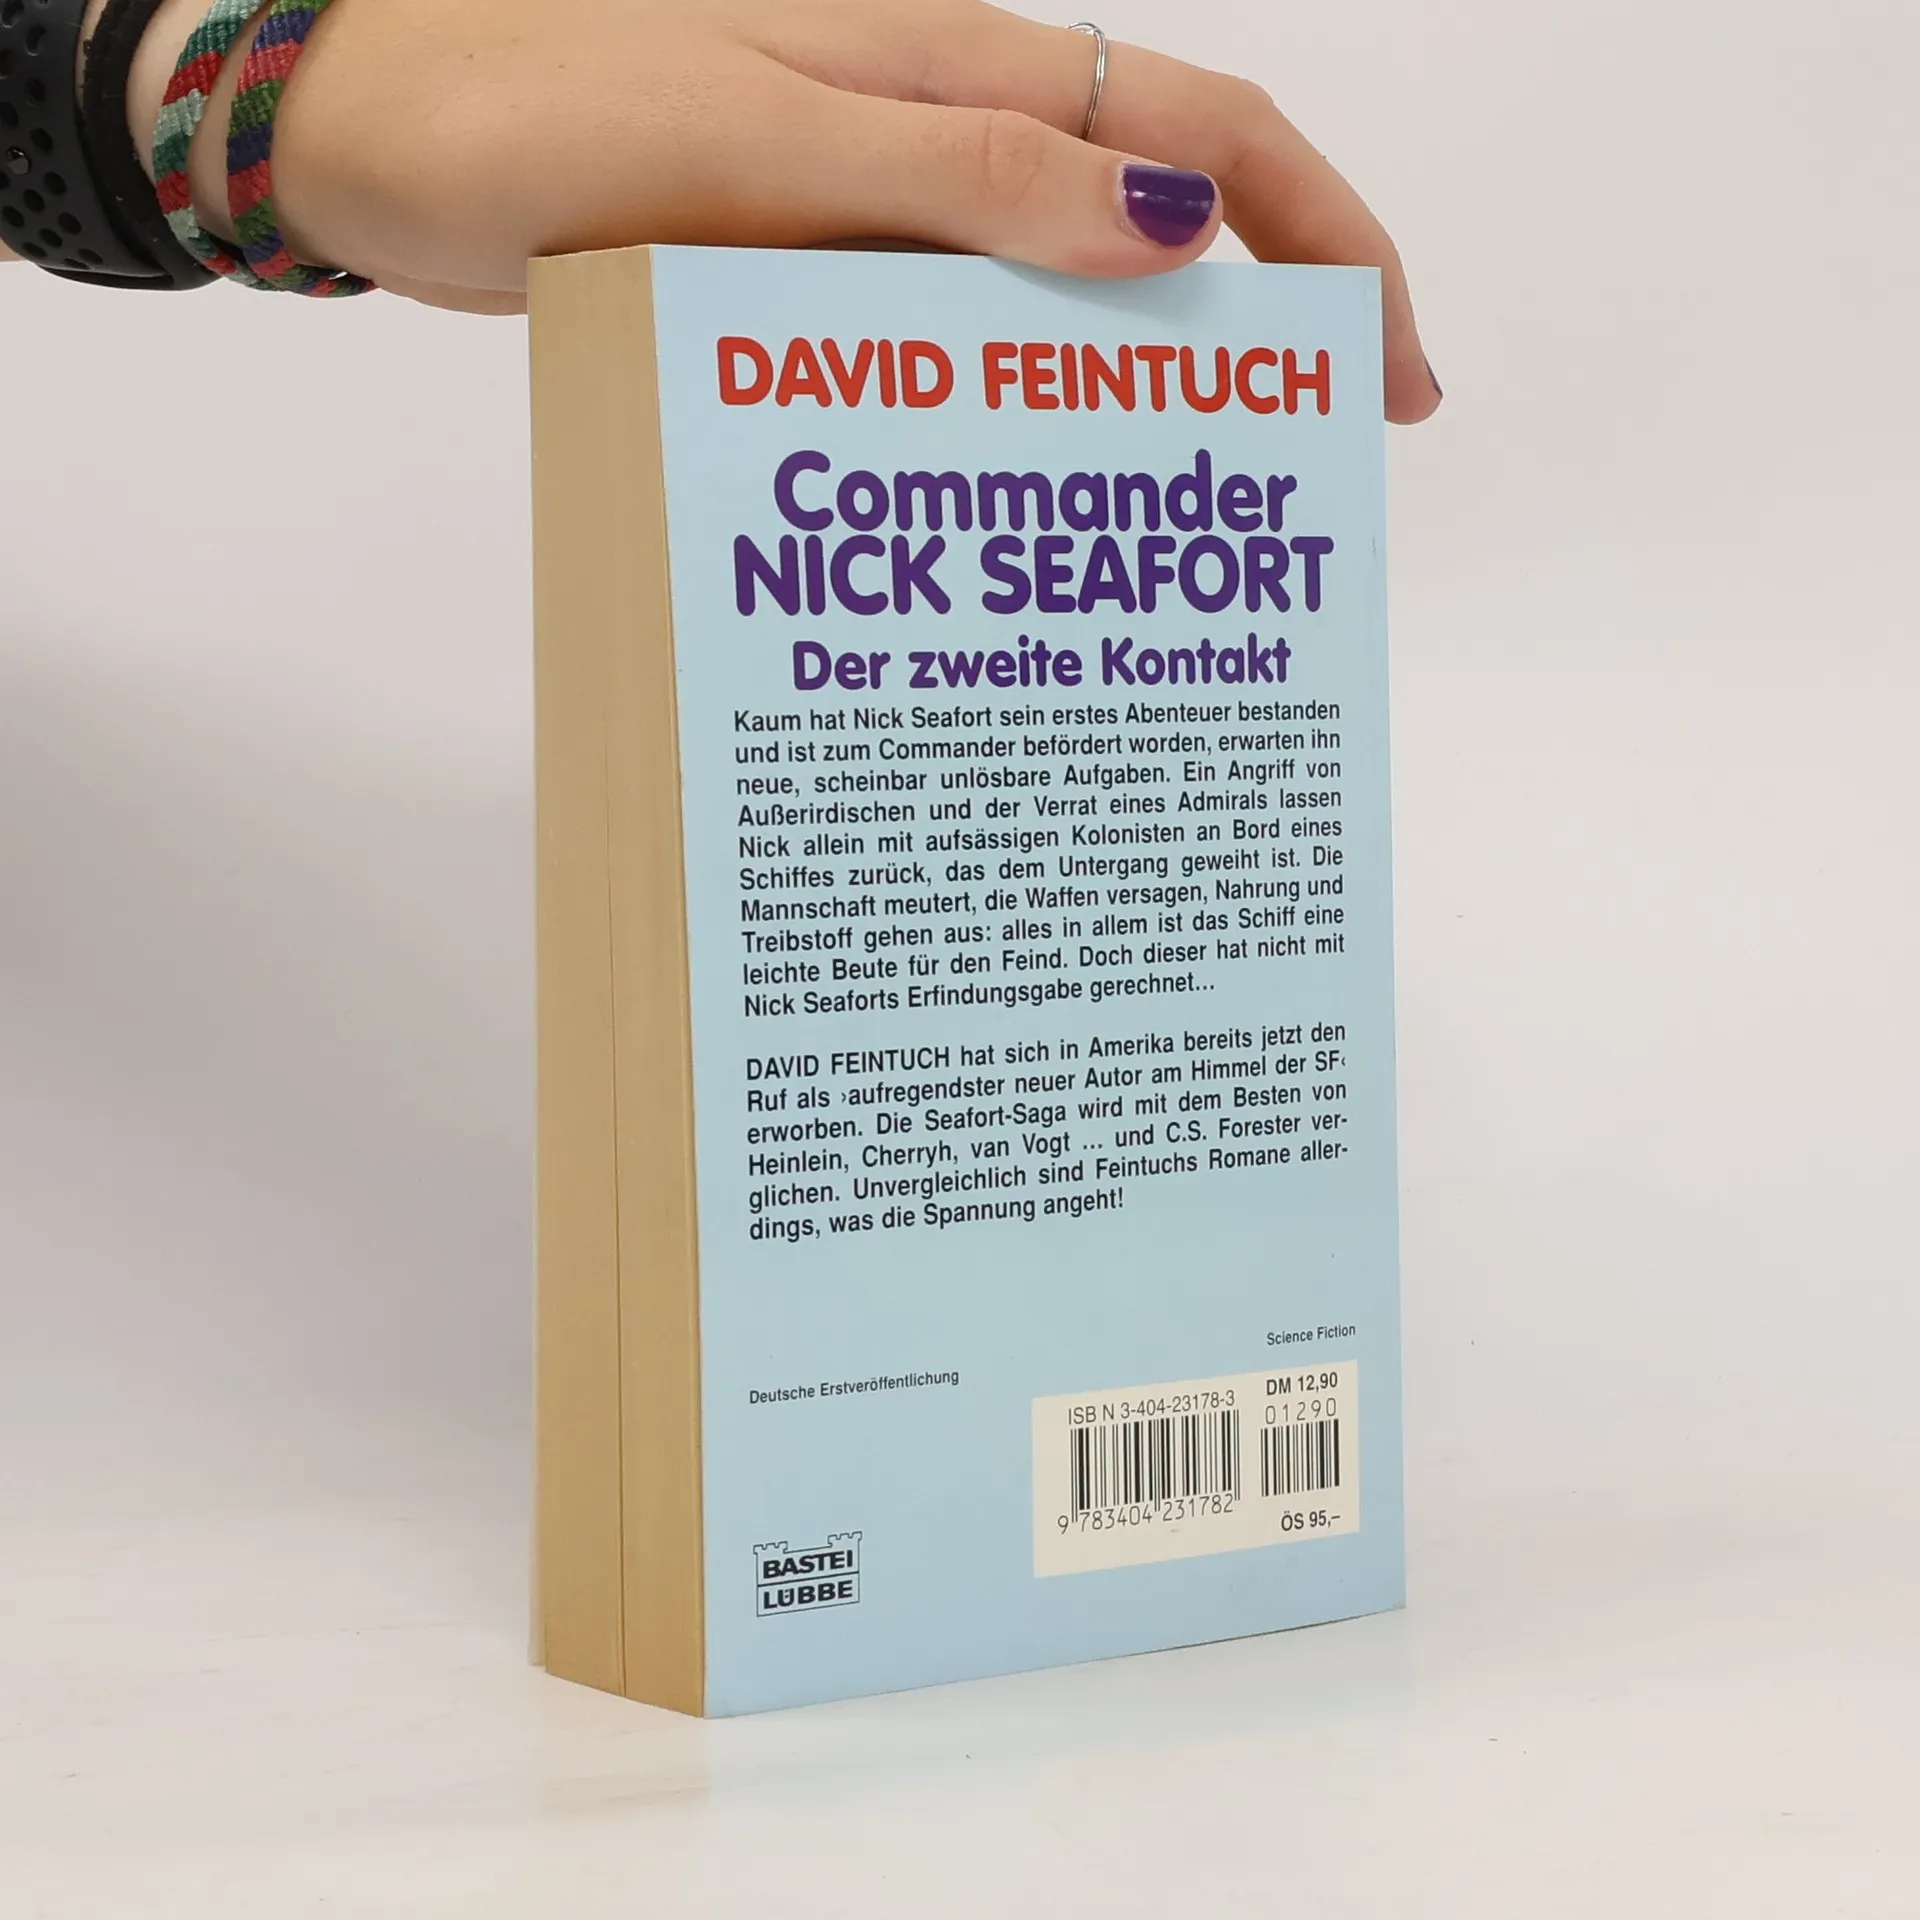 DAVID FEINTUCH
Commander
NICK SEAFORT
Der zweite Kontakt
Kaum hat Nick Seafort sein erstes Abenteuer bestanden
und ist zum Commander befördert worden, erwarten ihn
neue, scheinbar unlösbare Aufgaben. Ein Angriff von
Außerirdischen und der Verrat eines Admirals lassen
Nick allein mit aufsässigen Kolonisten an Bord eines
Schiffes zurück, das dem Untergang geweiht ist. Die
Mannschaft meutert, die Waffen versagen, Nahrung und
Treibstoff gehen aus: alles in allem ist das Schiff eine
leichte Beute für den Feind. Doch dieser hat nicht mit
Nick Seaforts Erfindungsgabe gerechnet...
DAVID FEINTUCH hat sich in Amerika bereits jetzt den
Ruf als ›aufregendster neuer Autor am Himmel der SF‹
erworben. Die Seafort-Saga wird mit dem Besten von
Heinlein, Cherryh, van Vogt ... und C.S. Forester ver-
glichen. Unvergleichlich sind Feintuchs Romane aller-
dings, was die Spannung angeht!
Science Fiction
Deutsche Erstveröffentlichung
ISBN 3-404-23178-3
DM 12,90
01290
9 783404 231782
ÖS 95,–
BASTEI
LÜBBE